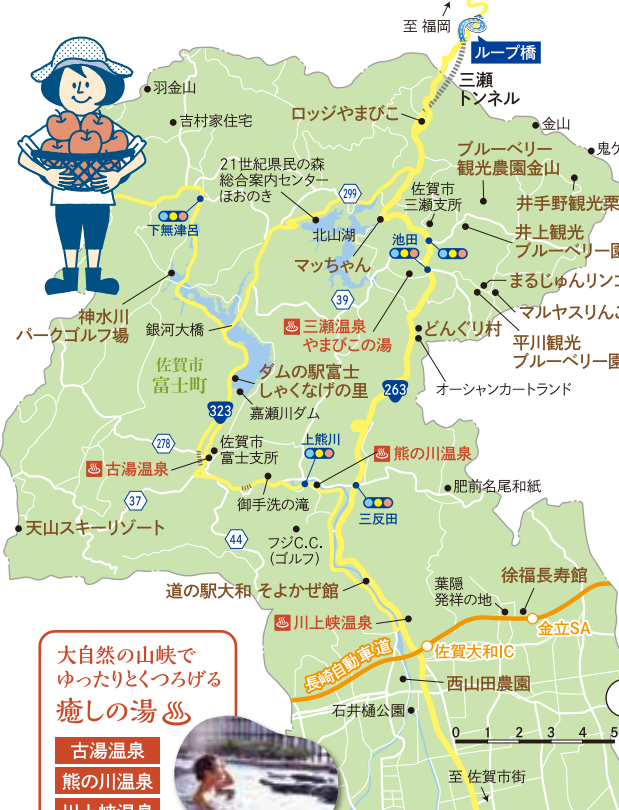 至 福岡
ループ橋
三瀬
トンネル
羽金山
吉村家住宅
ロッジやまびこ
金山
ブルーベリー
観光農園金山
21世紀県民の森
総合案内センター
ほおのき
299
佐賀市
三瀬支所
井手野観光栗
下無津呂
北山湖
池田
井上観光
ブルーベリー園
マッちゃん
まるじゅんリンゴ
39
マルヤスりんご
神水川
パークゴルフ場
銀河大橋
三瀬温泉
やまびこの湯
どんぐり村
平川観光
ブルーベリー園
佐賀市
富士町
ダムの駅富士
しゃくなげの里
オーシャンカートランド
263
323
嘉瀬川ダム
278
佐賀市
富士支所
上熊川
熊の川温泉
古湯温泉
肥前名尾和紙
37
御手洗の滝
三反田
天山スキーリゾート
44
フジC.C.
(ゴルフ)
道の駅大和 そよかぜ館
葉隠
発祥の地
徐福長寿館
川上峡温泉
金立SA
長崎自動車道
佐賀大和IC
大自然の山峡で
ゆったりとくつろげる
癒しの湯
西山田農園
石井樋公園
古湯温泉
熊の川温泉
川上峡温泉
0 1 2 3 4 5
至 佐賀市街